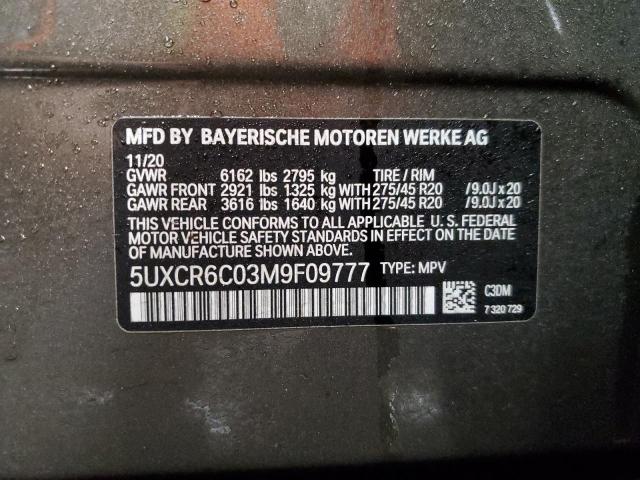 MFD BY BAYERISCHE MOTOREN WERKE AG
11/20
GVWR 6162 lbs 2795 kg TIRE / RIM
GAWR FRONT 2921 lbs 1325 kg WITH 275/45 R20 /9.0J x 20
GAWR REAR 3616 lbs 1640 kg WITH 275/45 R20 /9.0J x 20
THIS VEHICLE CONFORMS TO ALL APPLICABLE U. S. FEDERAL
MOTOR VEHICLE SAFETY STANDARDS IN EFFECT ON THE DATE
OF MANUFACTURE SHOWN ABOVE.
5UXCR6C03M9F09777 TYPE: MPV
C3DM
7 320 729